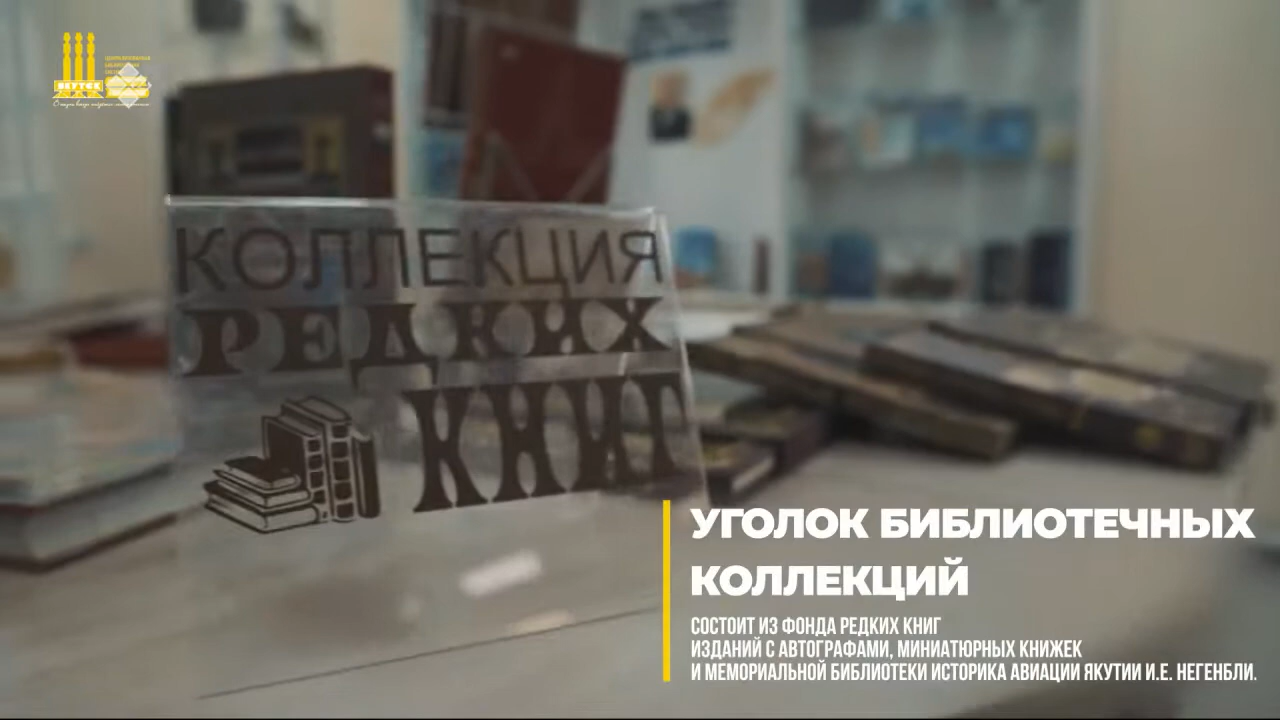 ЯКУТСК
КОЛЛЕКЦИЯ
РЕДКИХ
КНИГ
УГОЛОК БИБЛИОТЕЧНЫХ
КОЛЛЕКЦИЙ
СОСТОИТ ИЗ ФОНДА РЕДКИХ КНИГ
ИЗДАНИЙ С АВТОГРАФАМИ, МИНИАТЮРНЫХ КНИЖЕК
И МЕМОРИАЛЬНОЙ БИБЛИОТЕКИ ИСТОРИКА АВИАЦИИ ЯКУТИИ И.Е. НЕГЕНБЛИ.